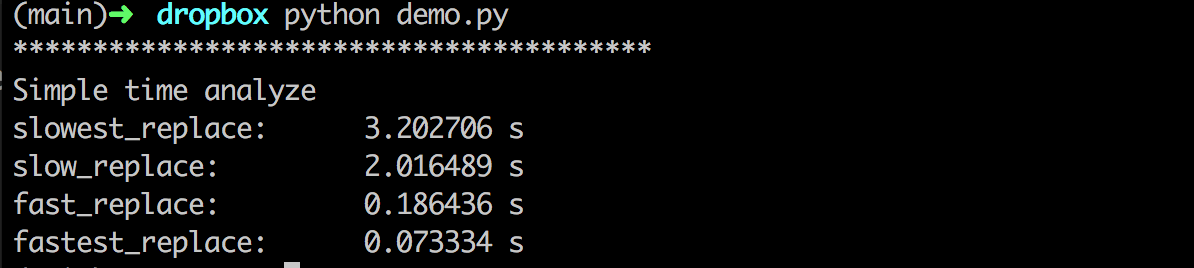 (main)➜ dropbox python demo.py
****************************************
Simple time analyze
slowest_replace: 3.202706 s
slow_replace: 2.016489 s
fast_replace: 0.186436 s
fastest_replace: 0.073334 s